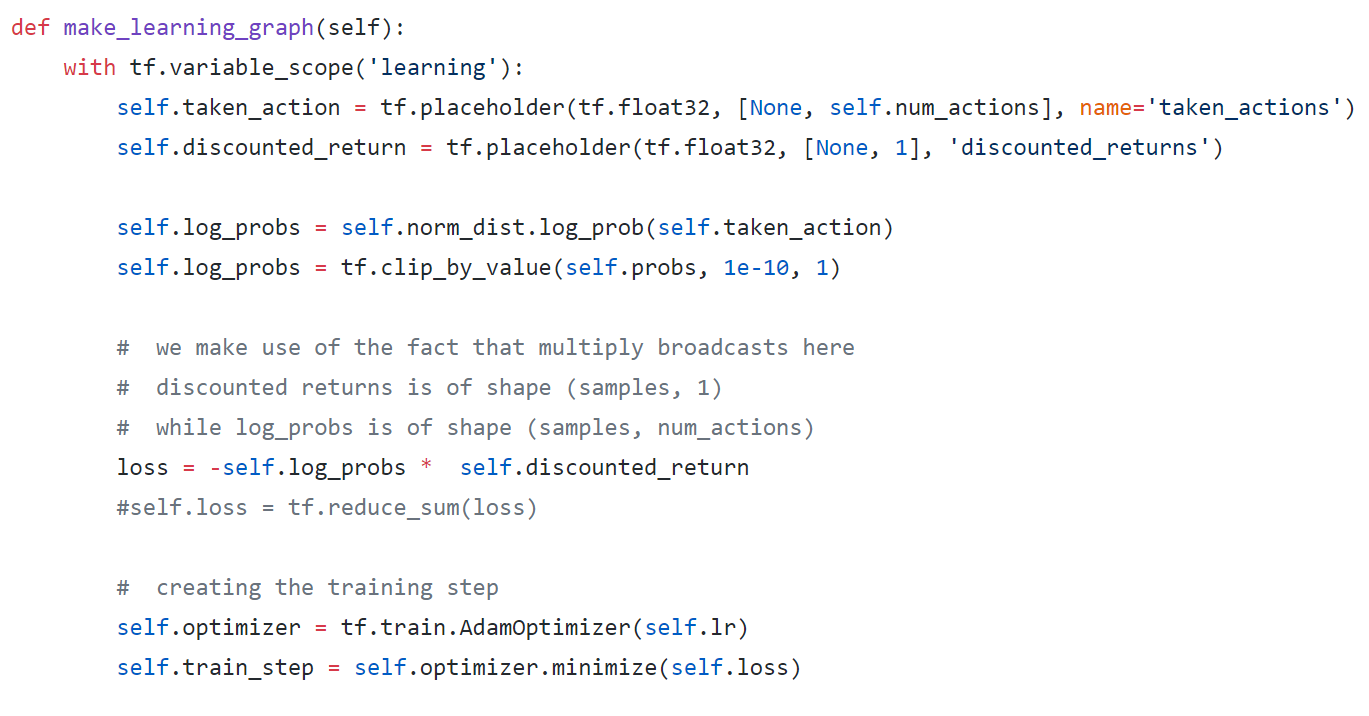 def make_learning_graph(self):
    with tf.variable_scope('learning'):
        self.taken_action = tf.placeholder(tf.float32, [None, self.num_actions], name='taken_actions')
        self.discounted_return = tf.placeholder(tf.float32, [None, 1], 'discounted_returns')

        self.log_probs = self.norm_dist.log_prob(self.taken_action)
        self.log_probs = tf.clip_by_value(self.probs, 1e-10, 1)

        #  we make use of the fact that multiply broadcasts here
        #  discounted returns is of shape (samples, 1)
        #  while log_probs is of shape (samples, num_actions)
        loss = -self.log_probs *  self.discounted_return
        #self.loss = tf.reduce_sum(loss)

        #  creating the training step
        self.optimizer = tf.train.AdamOptimizer(self.lr)
        self.train_step = self.optimizer.minimize(self.loss)